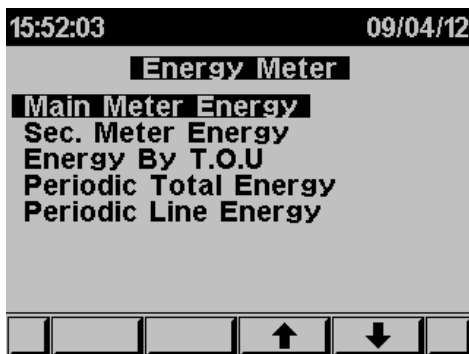 15:52:03 09/04/12
Energy Meter
Main Meter Energy
Sec. Meter Energy
Energy By T.O.U
Periodic Total Energy
Periodic Line Energy